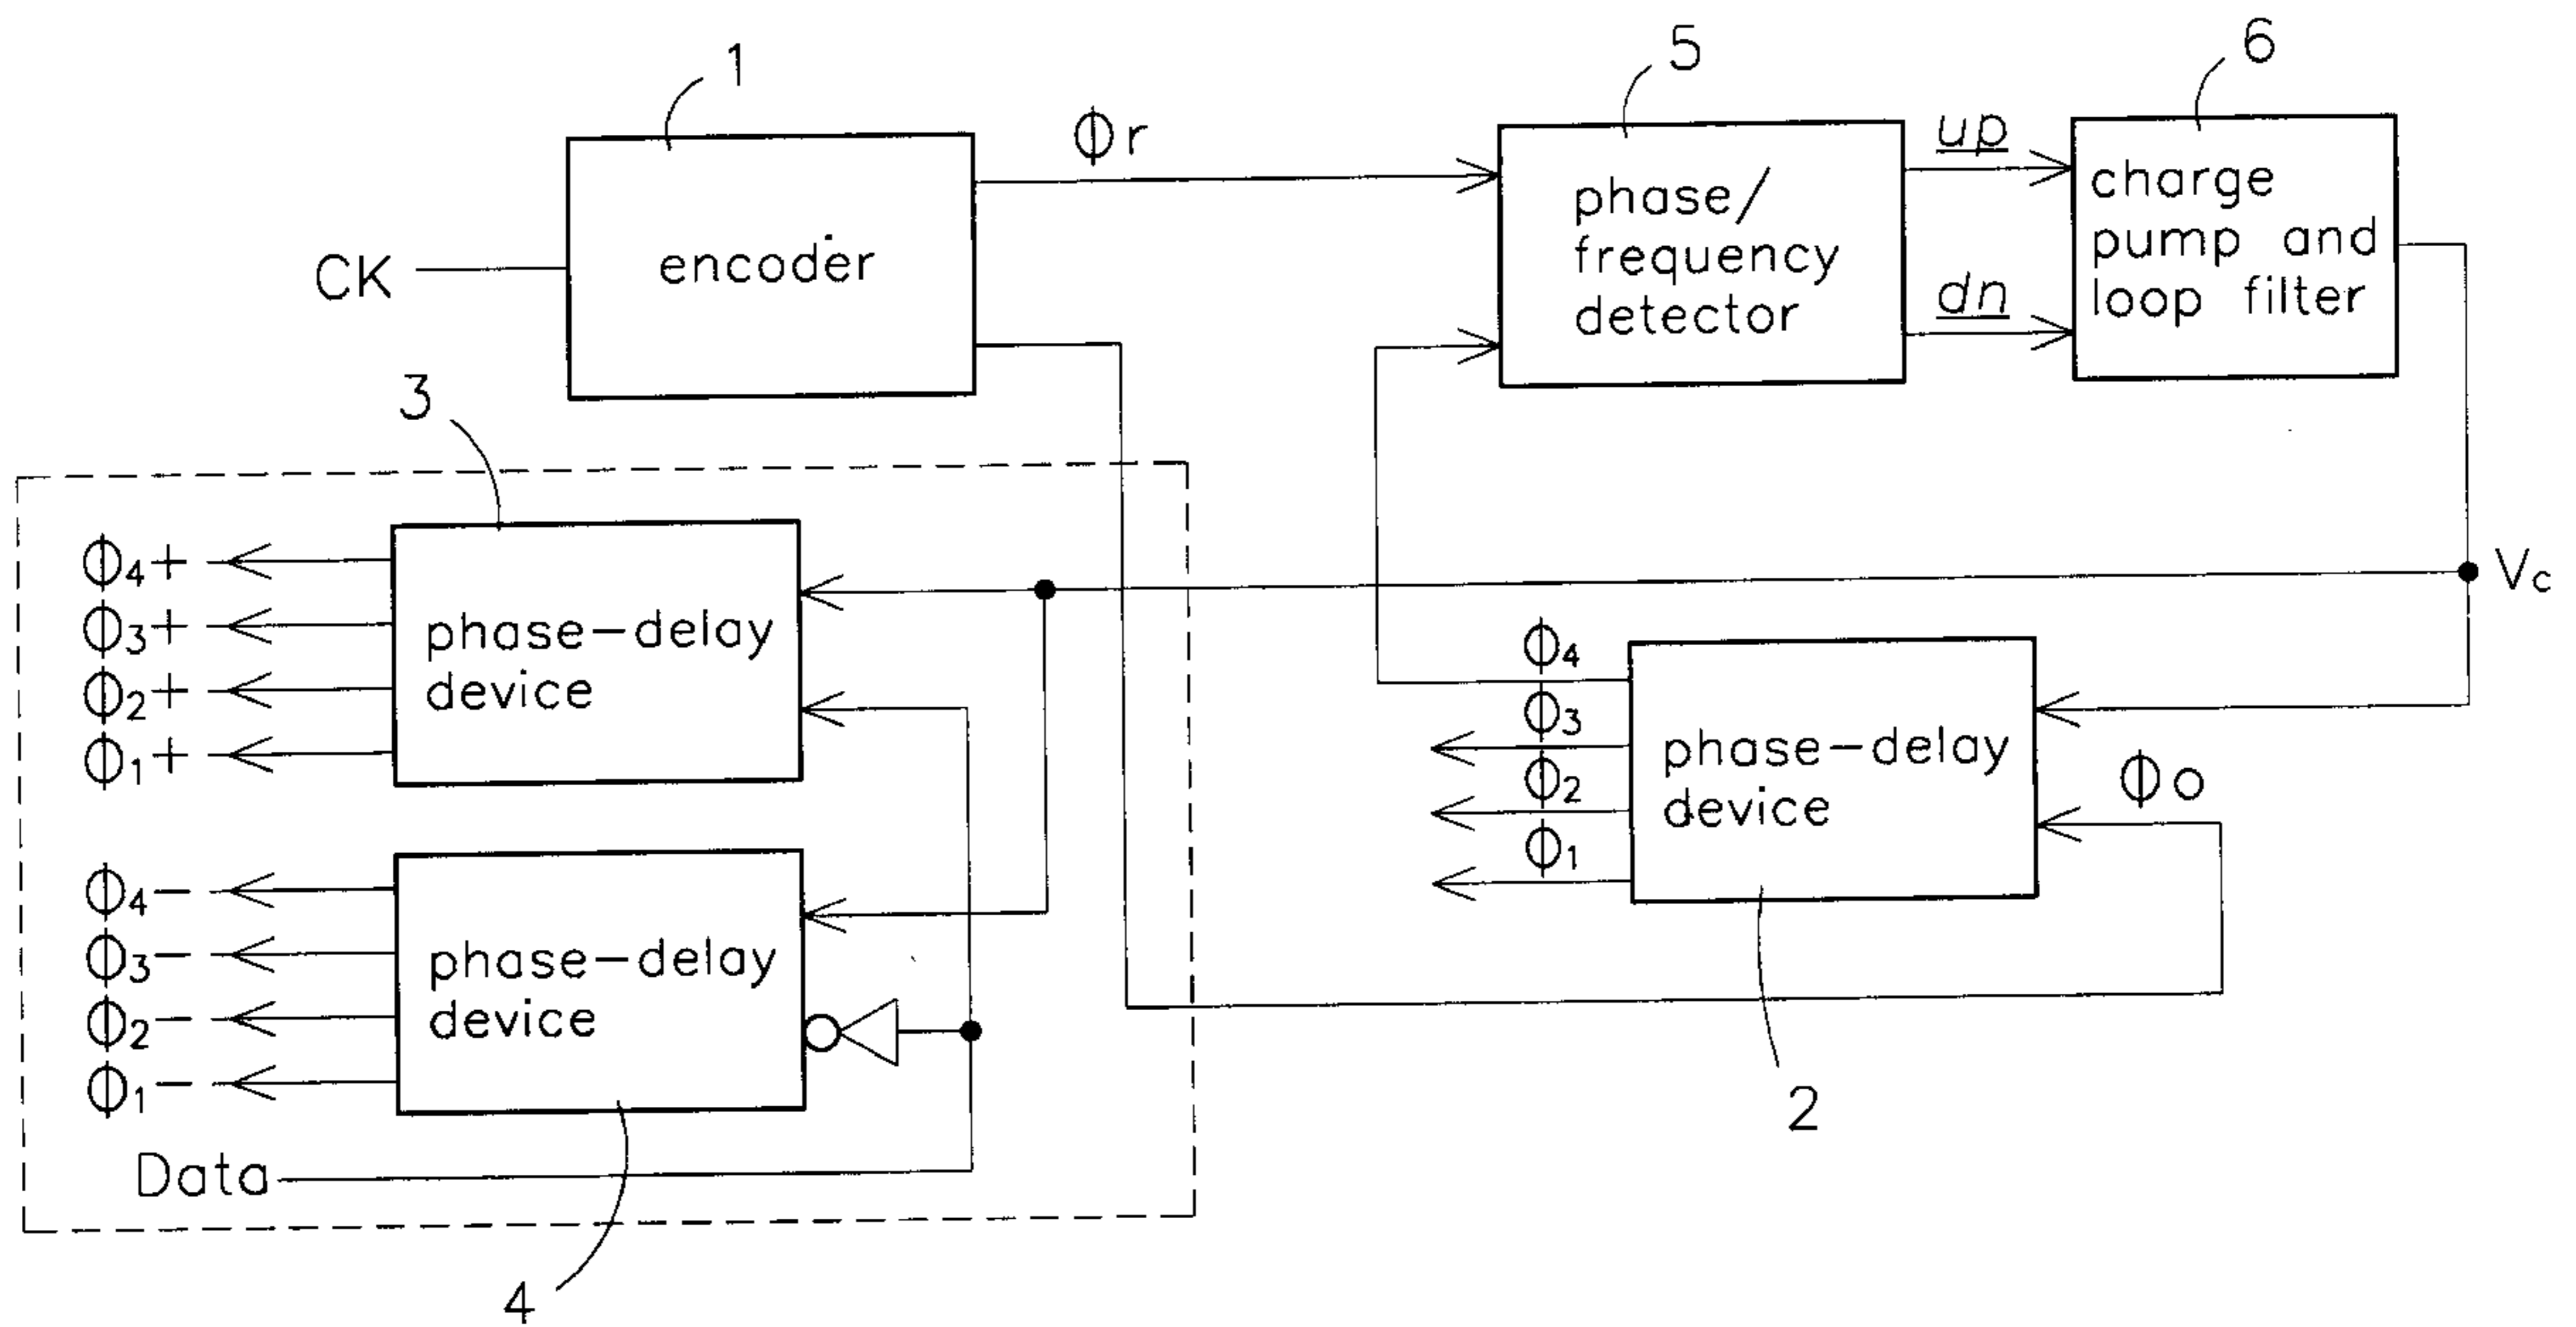 1
5
6
ϕr
up
CK
encoder
phase/
frequency
detector
charge
pump and
loop filter
dn
3
ϕ4+
ϕ3+
ϕ2+
ϕ1+
phase-delay
device
Vc
ϕ4
ϕ3
ϕ2
ϕ1
phase-delay
device
ϕo
ϕ4-
ϕ3-
ϕ2-
ϕ1-
phase-delay
device
2
Data
4